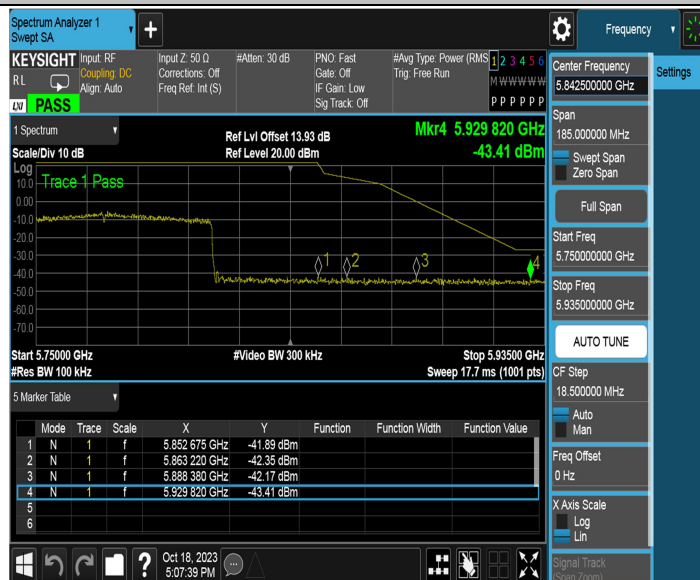 Spectrum Analyzer 1
Swept SA
+
Frequency
KEYSIGHT
RL
LXI PASS
Input: RF
Coupling: DC
Align: Auto
Input Z: 50 Ω
Corrections: Off
Freq Ref: Int (S)
#Atten: 30 dB
PNO: Fast
Gate: Off
IF Gain: Low
Sig Track: Off
#Avg Type: Power (RMS
Trig: Free Run
1 2 3 4 5 6
M W W W W W
P P P P P P
Center Frequency
5.842500000 GHz
Settings
Span
185.000000 MHz
Swept Span
Zero Span
Full Span
Start Freq
5.750000000 GHz
Stop Freq
5.935000000 GHz
AUTO TUNE
CF Step
18.500000 MHz
Auto
Man
Freq Offset
0 Hz
X Axis Scale
Log
Lin
Signal Track
(Span Zoom)
1 Spectrum
Scale/Div 10 dB
Ref Lvl Offset 13.93 dB
Ref Level 20.00 dBm
Mkr4 5.929 820 GHz
-43.41 dBm
Log
Trace 1 Pass
10.0
0.00
-10.0
-20.0
-30.0
-40.0
-50.0
-60.0
-70.0
1 2 3 4
Start 5.75000 GHz
#Res BW 100 kHz
#Video BW 300 kHz
Stop 5.93500 GHz
Sweep 17.7 ms (1001 pts)
5 Marker Table
Mode Trace Scale X Y Function Function Width Function Value
1 N 1 f 5.852 675 GHz -41.89 dBm
2 N 1 f 5.863 220 GHz -42.35 dBm
3 N 1 f 5.888 380 GHz -42.17 dBm
4 N 1 f 5.929 820 GHz -43.41 dBm
5
6
?
Oct 18, 2023
5:07:39 PM